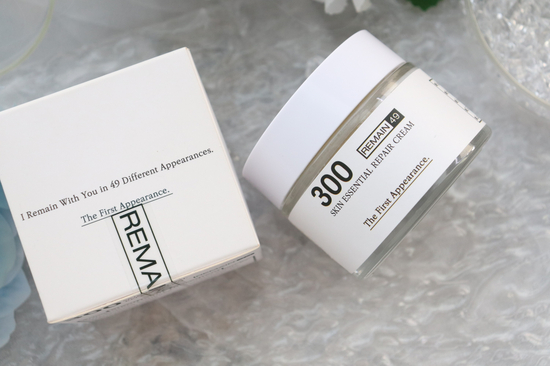 I Remain With You in 49 Different Appearances.
The First Appearance.
REMA
300
REMAIN 49
SKIN ESSENTIAL REPAIR CREAM
The First Appearance.